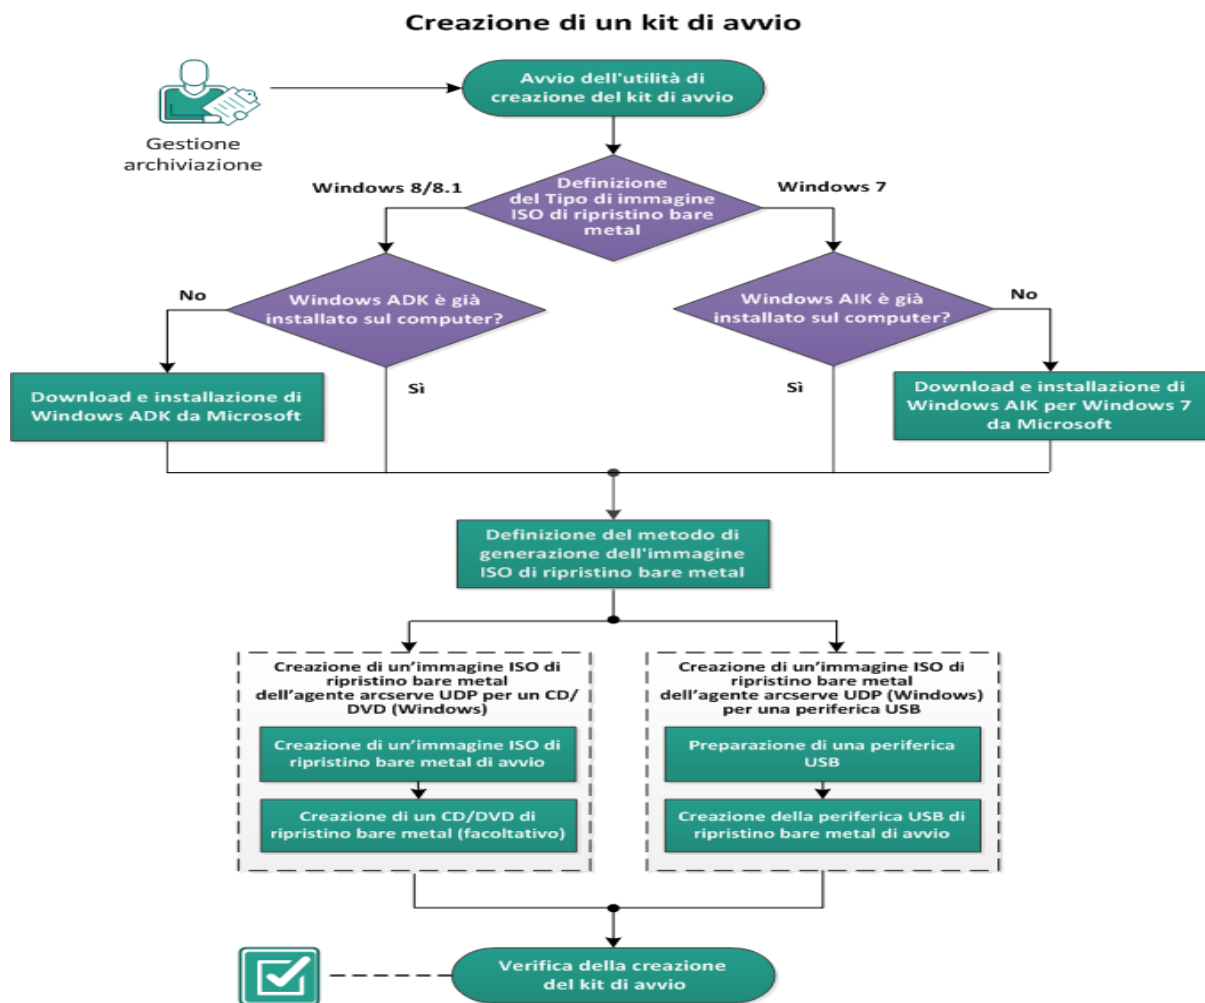 Creazione di un kit di avvio
Avvio dell'utilità di
creazione del kit di avvio
Gestione
archiviazione
Windows 8/8.1
Definizione
del Tipo di immagine
ISO di ripristino bare
metal
Windows 7
No
Windows ADK è già
installato sul computer?
Windows AIK è già
installato sul computer?
No
Download e installazione di
Windows ADK da Microsoft
Sì
Sì
Download e installazione di
Windows AIK per Windows 7
da Microsoft
Definizione del metodo di
generazione dell'immagine
ISO di ripristino bare metal
Creazione di un’immagine ISO di
ripristino bare metal
dell’agente arcserve UDP per un CD/
DVD (Windows)
Creazione di un’immagine ISO di
ripristino bare metal di avvio
Creazione di un CD/DVD di
ripristino bare metal (facoltativo)
Creazione di un’immagine ISO di
ripristino bare metal
dell’agente arcserve UDP (Windows)
per una periferica USB
Preparazione di una periferica
USB
Creazione della periferica USB di
ripristino bare metal di avvio
Verifica della creazione
del kit di avvio